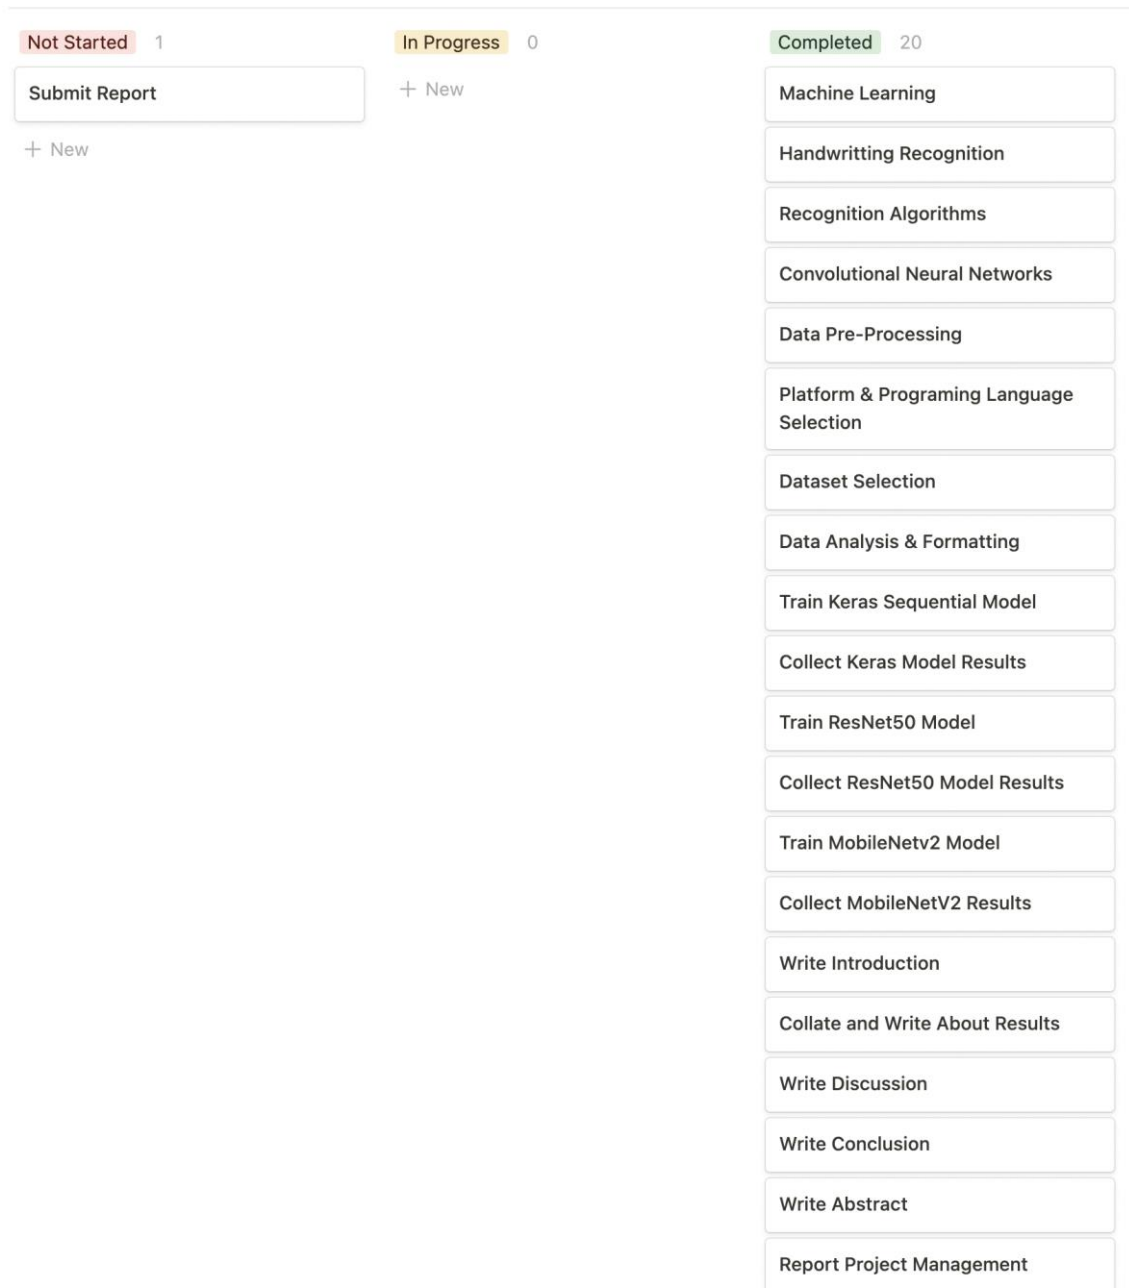 Not Started 1
Submit Report
+ New
In Progress 0
+ New
Completed 20
Machine Learning
Handwritting Recognition
Recognition Algorithms
Convolutional Neural Networks
Data Pre-Processing
Platform & Programing Language
Selection
Dataset Selection
Data Analysis & Formatting
Train Keras Sequential Model
Collect Keras Model Results
Train ResNet50 Model
Collect ResNet50 Model Results
Train MobileNetv2 Model
Collect MobileNetV2 Results
Write Introduction
Collate and Write About Results
Write Discussion
Write Conclusion
Write Abstract
Report Project Management